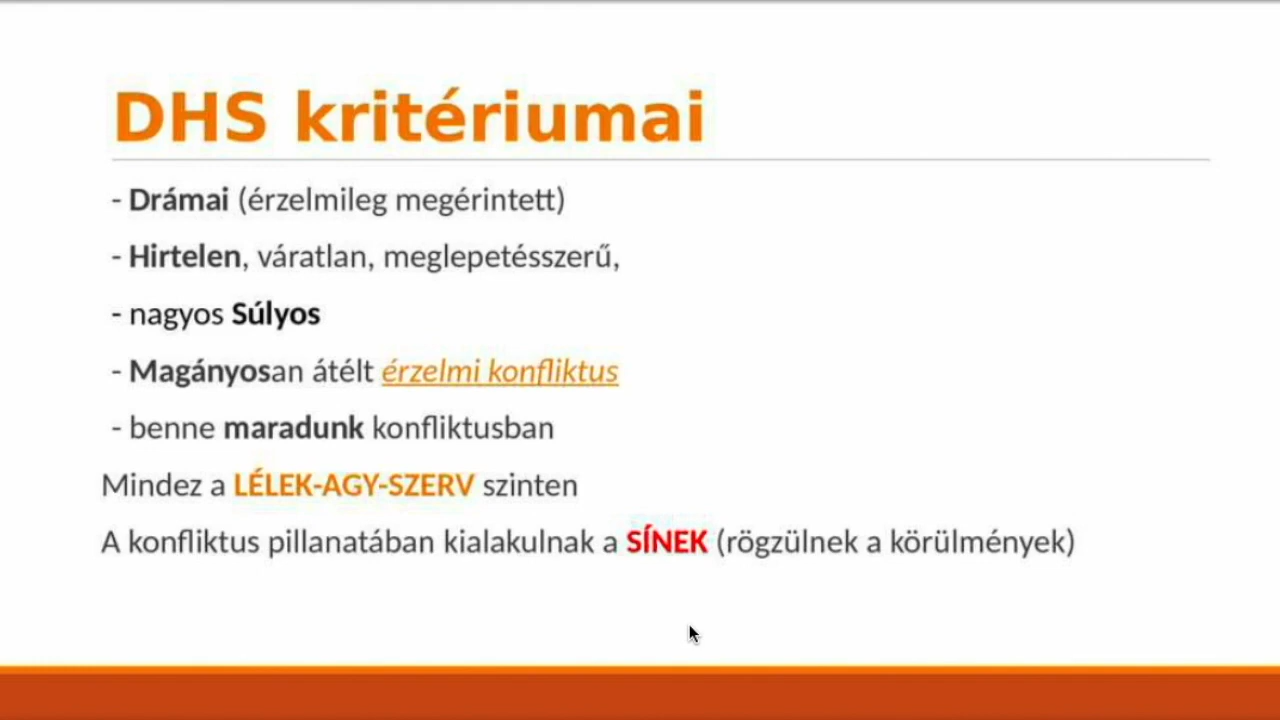 DHS kritériumai
- Drámai (érzelmileg megérintett)
- Hirtelen, váratlan, meglepetésszerű,
- nagyos Súlyos
- Magányosan átélt érzelmi konfliktus
- benne maradunk konfliktusban
Mindez a LÉLEK-AGY-SZERV szinten
A konfliktus pillanatában kialakulnak a SÍNEK (rögzülnek a körülmények)